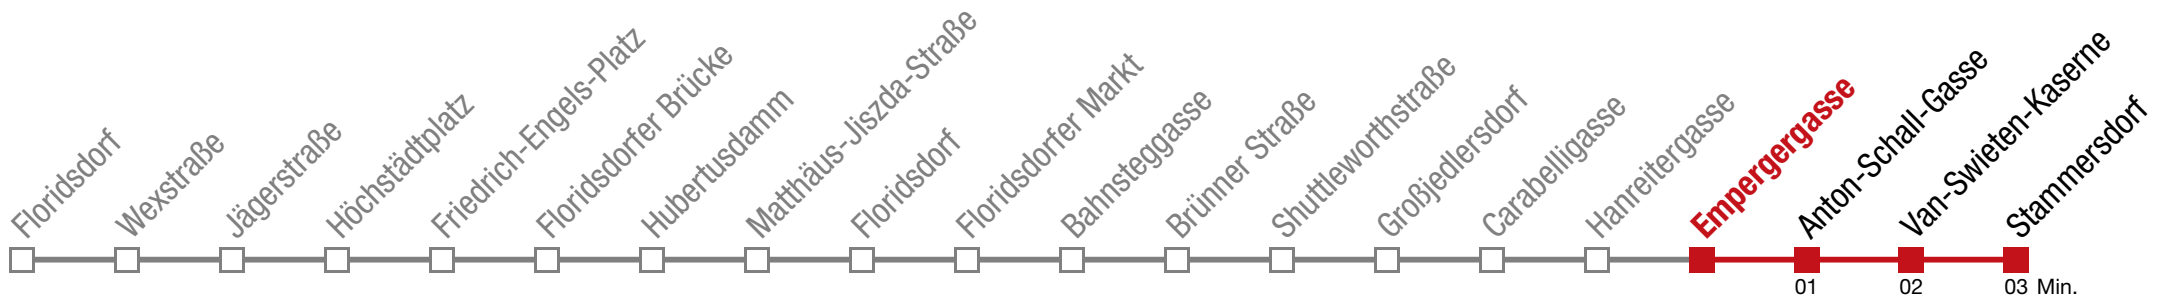 Floridsdorf
Wexstraße
Jägerstraße
Höchstädtplatz
Friedrich-Engels-Platz
Floridsdorfer Brücke
Hubertusdamm
Matthäus-Jiszda-Straße
Floridsdorf
Floridsdorfer Markt
Bahnsteggasse
Brünner Straße
Shuttleworthstraße
Großjedlersdorf
Carabelligasse
Hanreitergasse
Empergergasse
Anton-Schall-Gasse
Van-Swieten-Kaserne
Stammersdorf
01 02 03 Min.